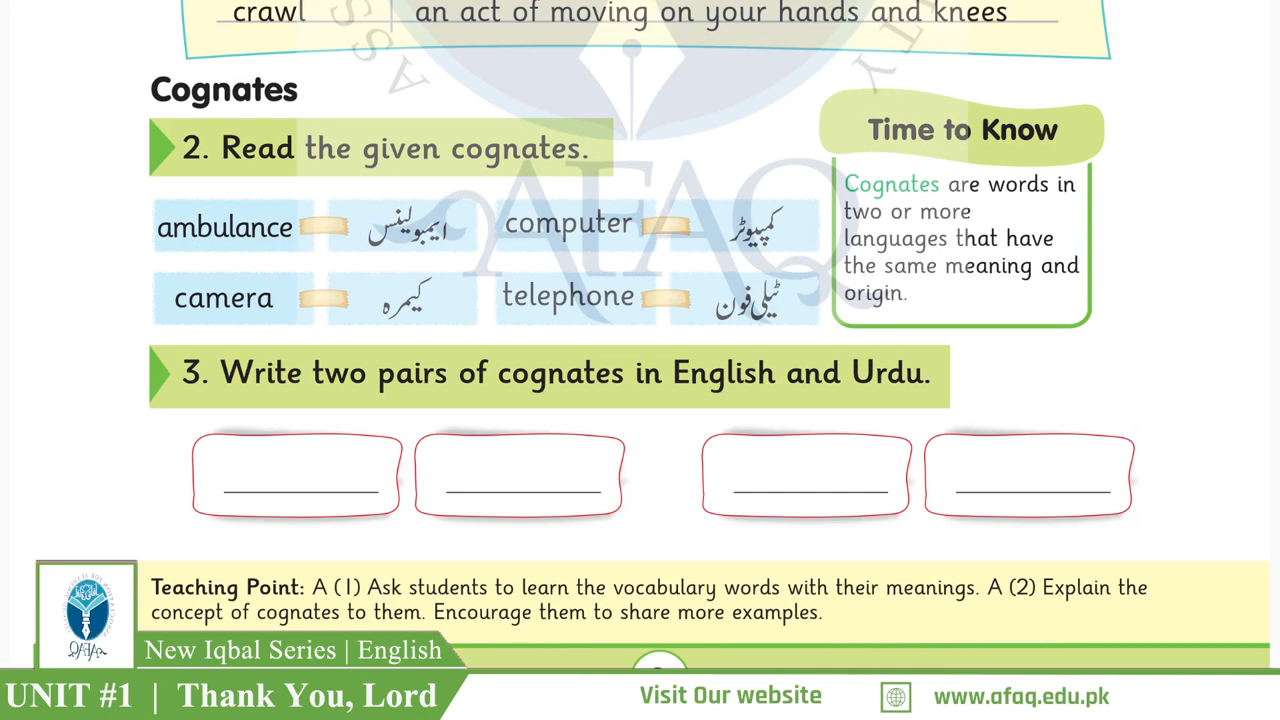 crawl an act of moving on your hands and knees
Cognates
2. Read the given cognates.
ambulance ایمبولینس computer کمپیوٹر
camera کیمرہ telephone ٹیلی فون
Time to Know
Cognates are words in
two or more
languages that have
the same meaning and
origin.
3. Write two pairs of cognates in English and Urdu.
Teaching Point: A (1) Ask students to learn the vocabulary words with their meanings. A (2) Explain the
concept of cognates to them. Encourage them to share more examples.
AFAQ
New Iqbal Series | English
UNIT #1 | Thank You, Lord
Visit Our website
www.afaq.edu.pk